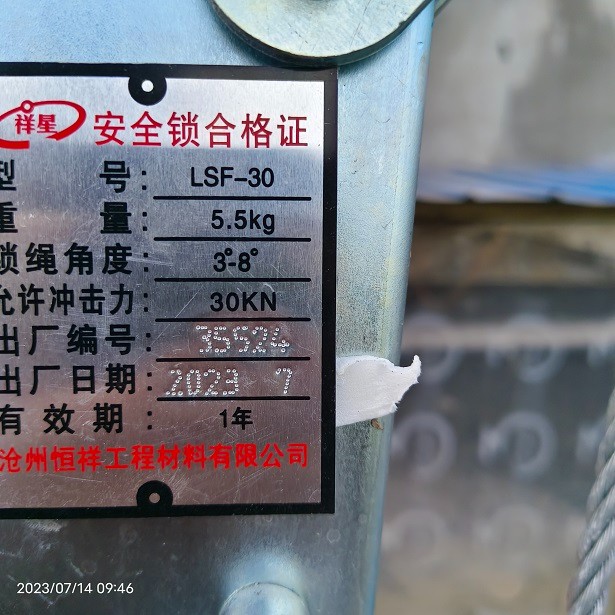 祥星
安全锁合格证
型 号: LSF-30
重 量: 5.5kg
锁绳角度: 3°-8°
允许冲击力: 30KN
出厂编号: 35524
出厂日期: 2023 7
有效期: 1年
沧州恒祥工程材料有限公司
2023/07/14 09:46